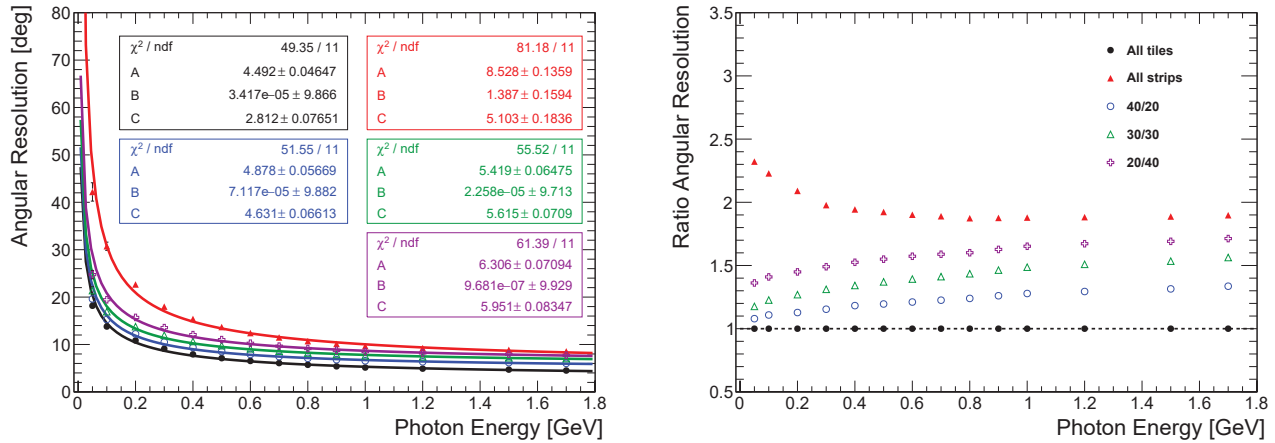 Angular Resolution [deg]
80
70
60
50
40
30
20
10
0
χ² / ndf 49.35 / 11
A 4.492 ± 0.04647
B 3.417e−05 ± 9.866
C 2.812 ± 0.07651
χ² / ndf 81.18 / 11
A 8.528 ± 0.1359
B 1.387 ± 0.1594
C 5.103 ± 0.1836
χ² / ndf 51.55 / 11
A 4.878 ± 0.05669
B 7.117e−05 ± 9.882
C 4.631 ± 0.06613
χ² / ndf 55.52 / 11
A 5.419 ± 0.06475
B 2.258e−05 ± 9.713
C 5.615 ± 0.0709
χ² / ndf 61.39 / 11
A 6.306 ± 0.07094
B 9.681e−07 ± 9.929
C 5.951 ± 0.08347
0 0.2 0.4 0.6 0.8 1 1.2 1.4 1.6 1.8
Photon Energy [GeV]
Ratio Angular Resolution
3.5
3
2.5
2
1.5
1
0.5
All tiles
All strips
40/20
30/30
20/40
0 0.2 0.4 0.6 0.8 1 1.2 1.4 1.6 1.8
Photon Energy [GeV]